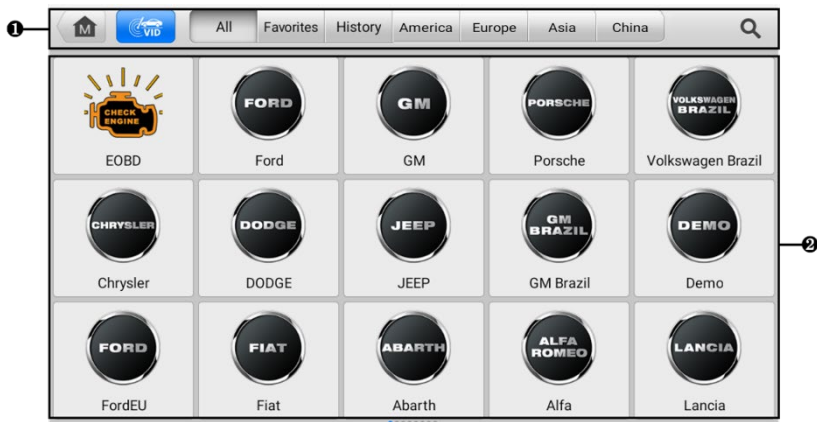 ❶
M
VID
All Favorites History America Europe Asia China
CHECK
ENGINE
FORD
GM
PORSCHE
VOLKSWAGEN
BRAZIL
EOBD
Ford
GM
Porsche
Volkswagen Brazil
CHRYSLER
DODGE
JEEP
GM
BRAZIL
DEMO
❷
Chrysler
DODGE
JEEP
GM Brazil
Demo
FORD
FIAT
ABARTH
ALFA
ROMEO
LANCIA
FordEU
Fiat
Abarth
Alfa
Lancia